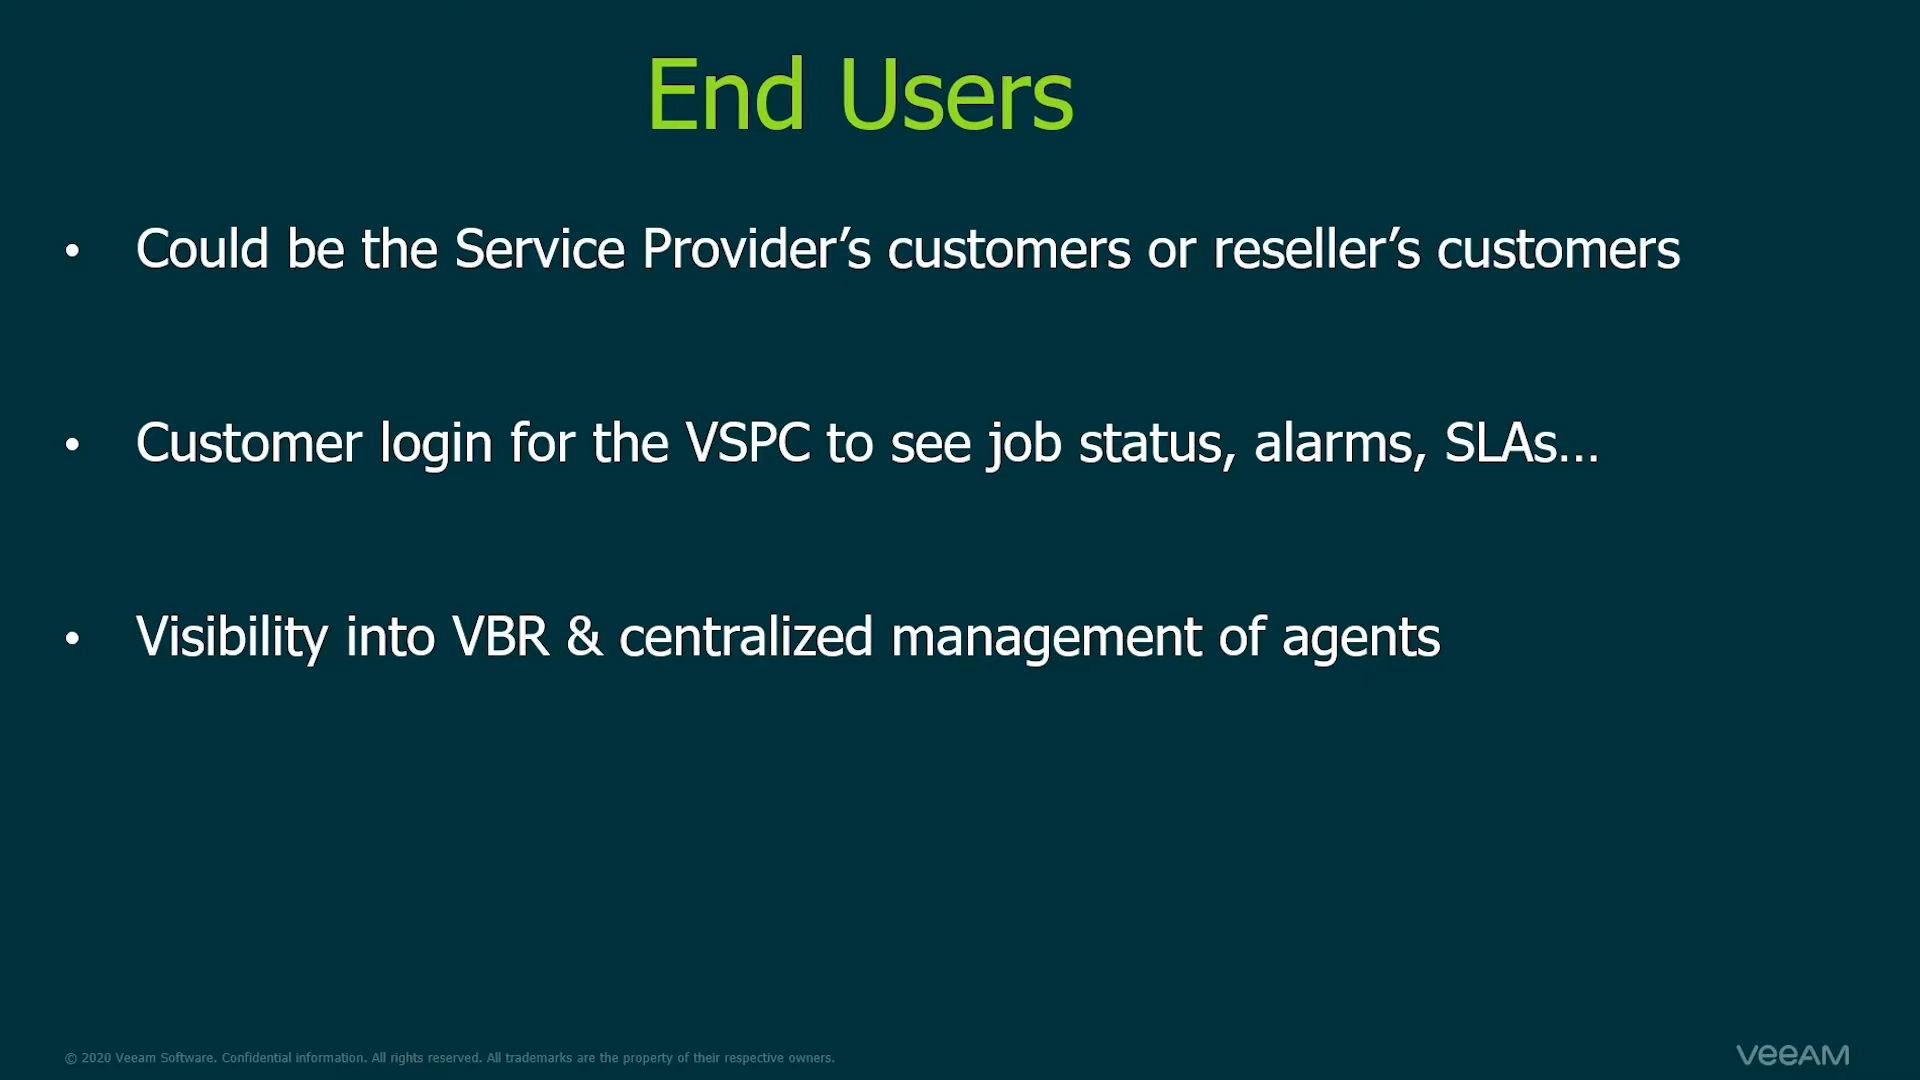 End Users
• Could be the Service Provider’s customers or reseller’s customers
• Customer login for the VSPC to see job status, alarms, SLAs…
• Visibility into VBR & centralized management of agents
© 2020 Veeam Software. Confidential information. All rights reserved. All trademarks are the property of their respective owners.
VEEAM